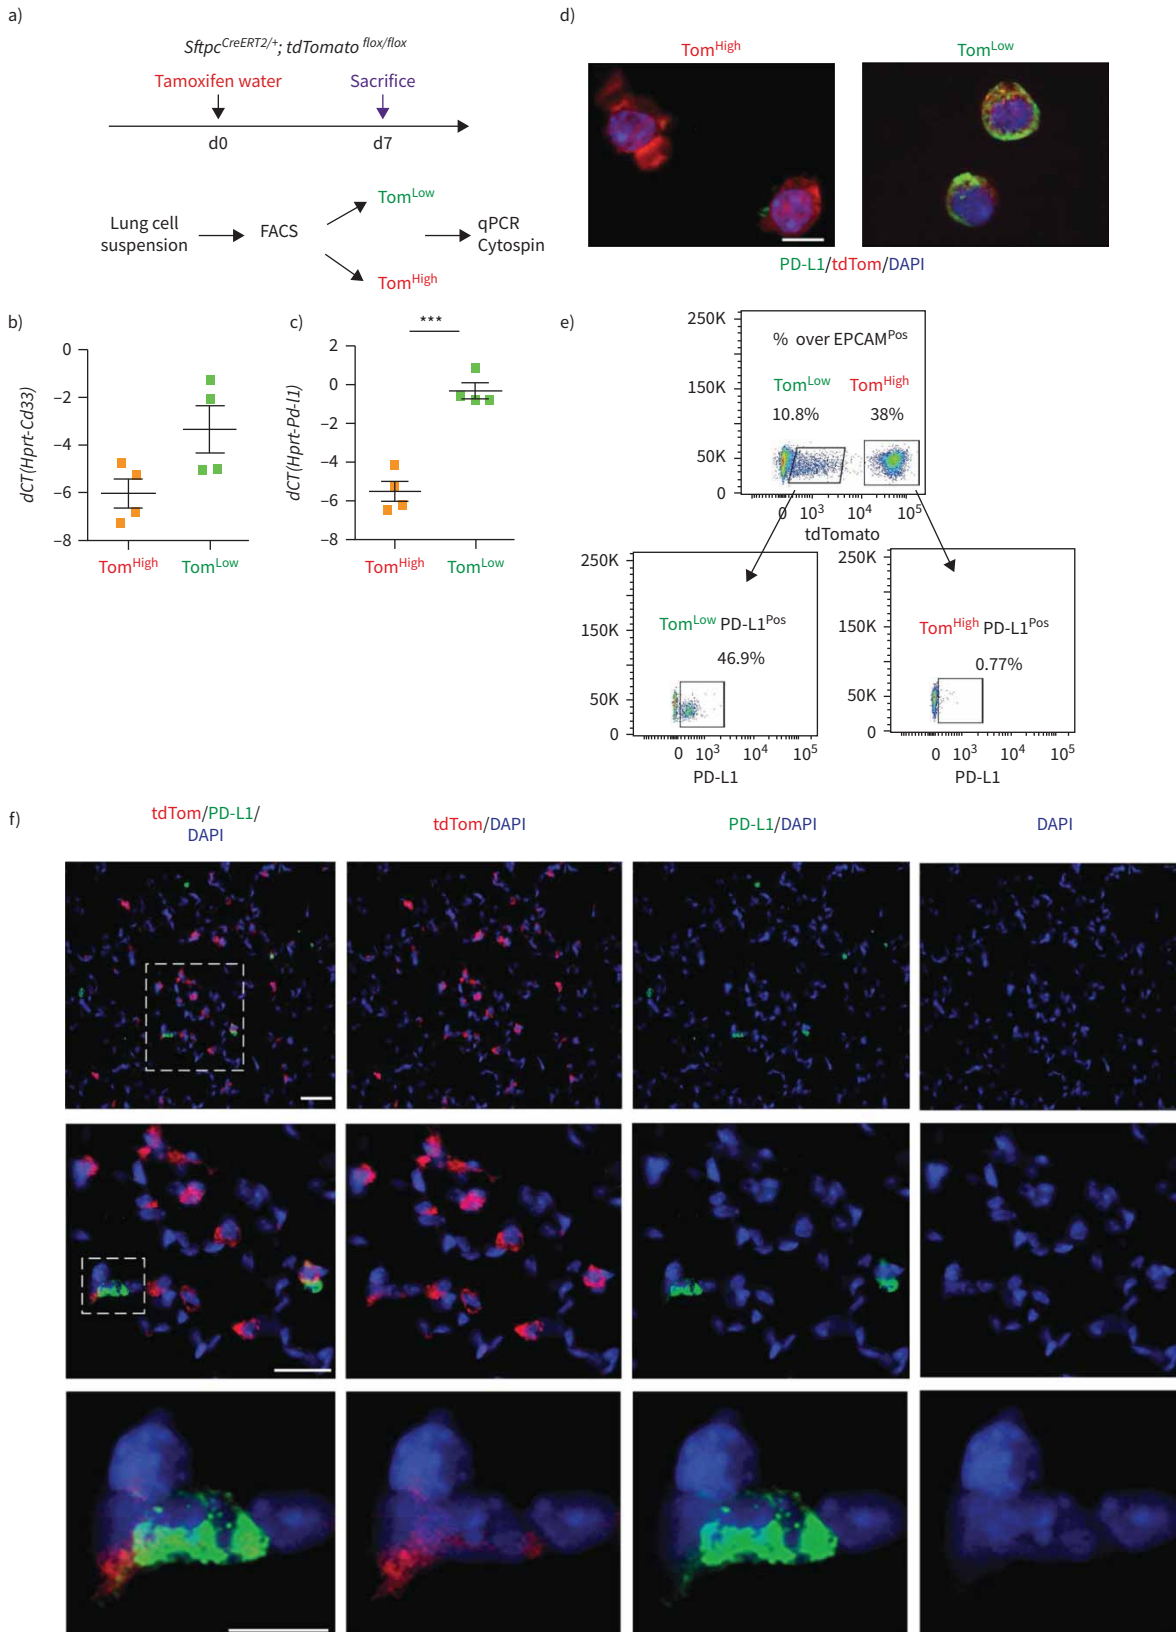 a)
Sftpc^CreERT2/+; tdTomato^flox/flox
Tamoxifen water
Sacrifice
d0
d7
Lung cell
suspension
FACS
Tom^Low
Tom^High
qPCR
Cytospin
b)
0
−2
−4
−6
−8
dCT(Hprt-Cd33)
Tom^High
Tom^Low
c)
***
2
0
−2
−4
−6
−8
dCT(Hprt-Pd-l1)
Tom^High
Tom^Low
d)
Tom^High
Tom^Low
PD-L1/tdTom/DAPI
e)
250K
150K
50K
0
% over EPCAM^Pos
Tom^Low
Tom^High
10.8%
38%
0 10^3 10^4 10^5
tdTomato
250K
150K
50K
0
Tom^Low PD-L1^Pos
46.9%
0 10^3 10^4 10^5
PD-L1
250K
150K
50K
0
Tom^High PD-L1^Pos
0.77%
0 10^3 10^4 10^5
PD-L1
f)
tdTom/PD-L1/
DAPI
tdTom/DAPI
PD-L1/DAPI
DAPI